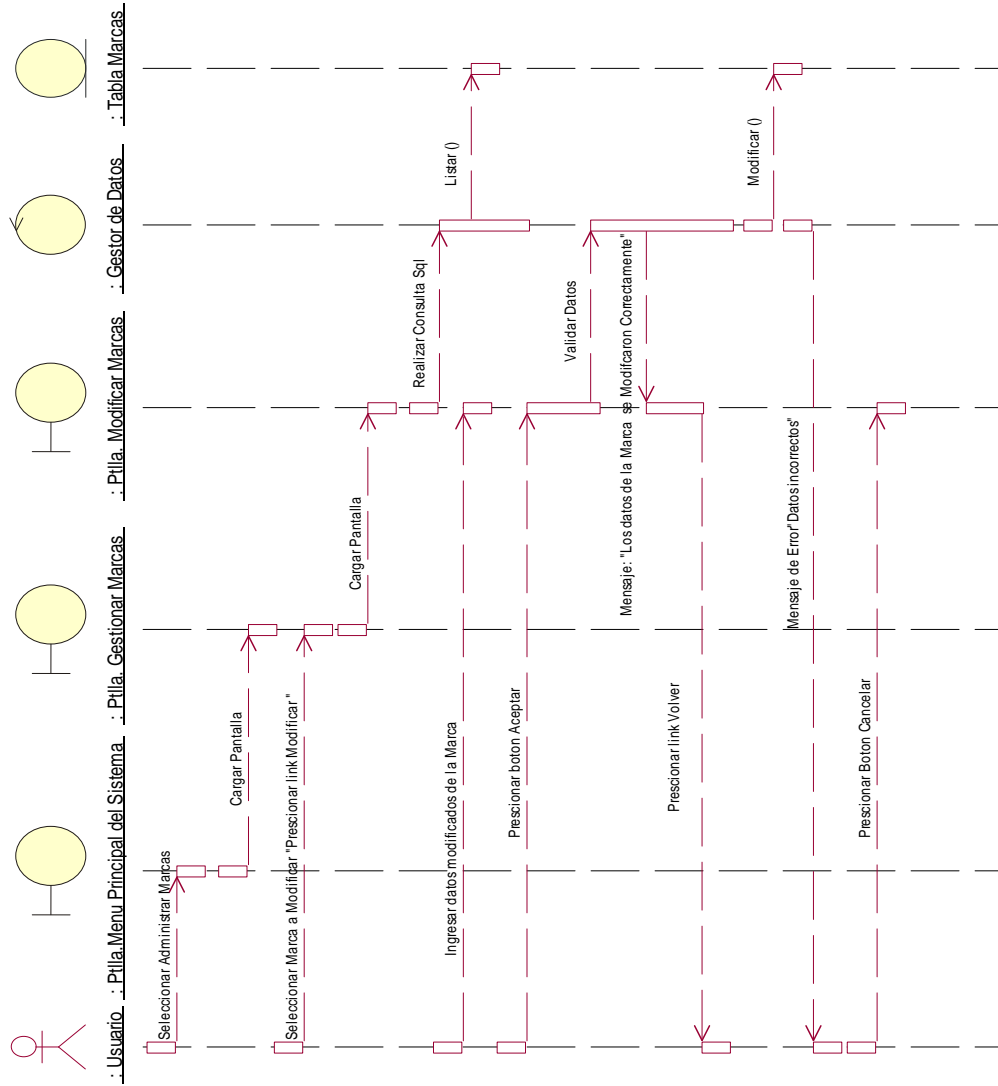 : Usuario
: Ptlla.Menu Principal del Sistema
: Ptlla. Gestionar Marcas
: Ptlla. Modificar Marcas
: Gestor de Datos
: Tabla Marcas
Seleccionar Administrar Marcas
Cargar Pantalla
Seleccionar Marca a Modificar "Prescionar link Modificar "
Cargar Pantalla
Realizar Consulta Sql
Ingresar datos modificados de la Marca
Listar ()
Prescionar boton Aceptar
Validar Datos
Mensaje: "Los datos de la Marca se Modifcaron Correctamente"
Prescionar link Volver
Modificar ()
Mensaje de Error"Datos incorrectos"
Prescionar Boton Cancelar